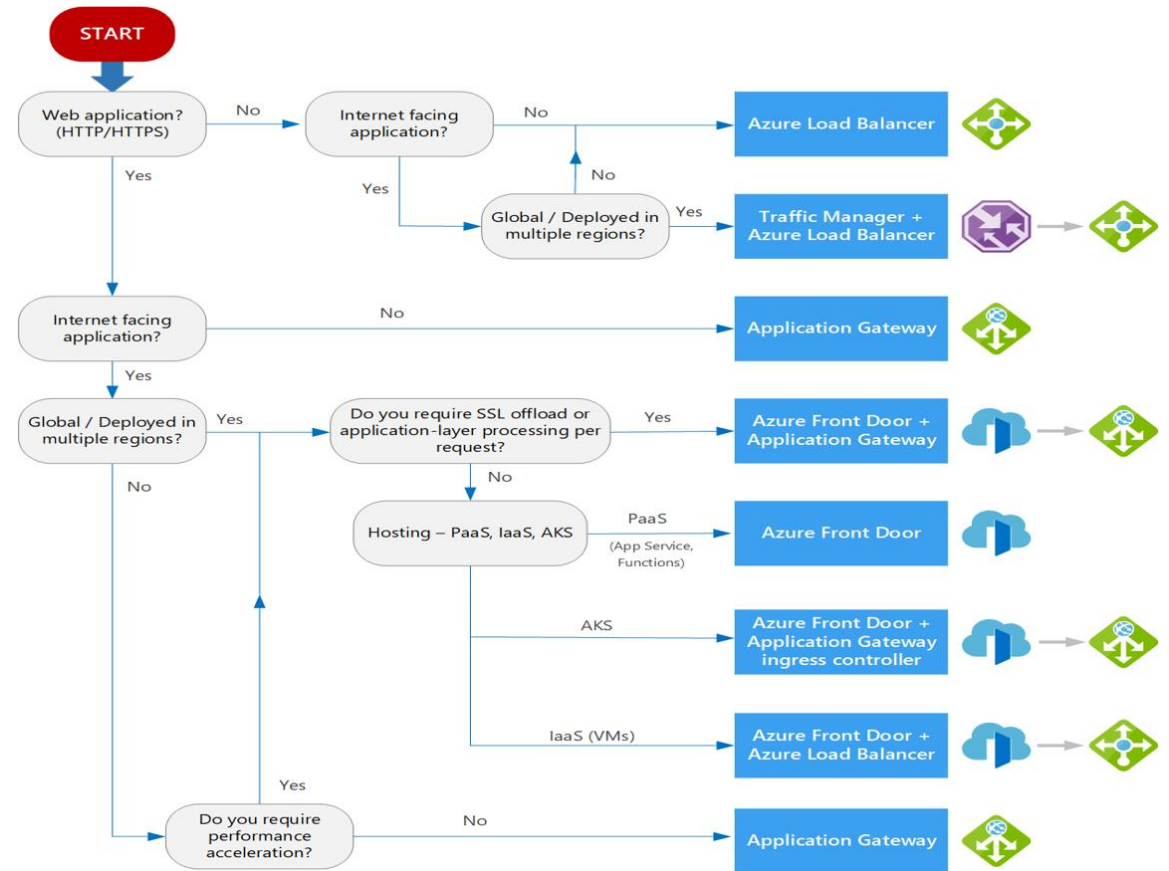 START
Web application?
(HTTP/HTTPS)
No
Internet facing
application?
No
Azure Load Balancer
Yes
Yes
No
Global / Deployed in
multiple regions?
Yes
Traffic Manager +
Azure Load Balancer
Internet facing
application?
No
Application Gateway
Yes
Global / Deployed in
multiple regions?
Yes
Do you require SSL offload or
application-layer processing per
request?
Yes
Azure Front Door +
Application Gateway
No
No
Hosting – PaaS, IaaS, AKS
PaaS
(App Service,
Functions)
Azure Front Door
AKS
Azure Front Door +
Application Gateway
ingress controller
IaaS (VMs)
Azure Front Door +
Azure Load Balancer
Yes
Do you require
performance
acceleration?
No
Application Gateway